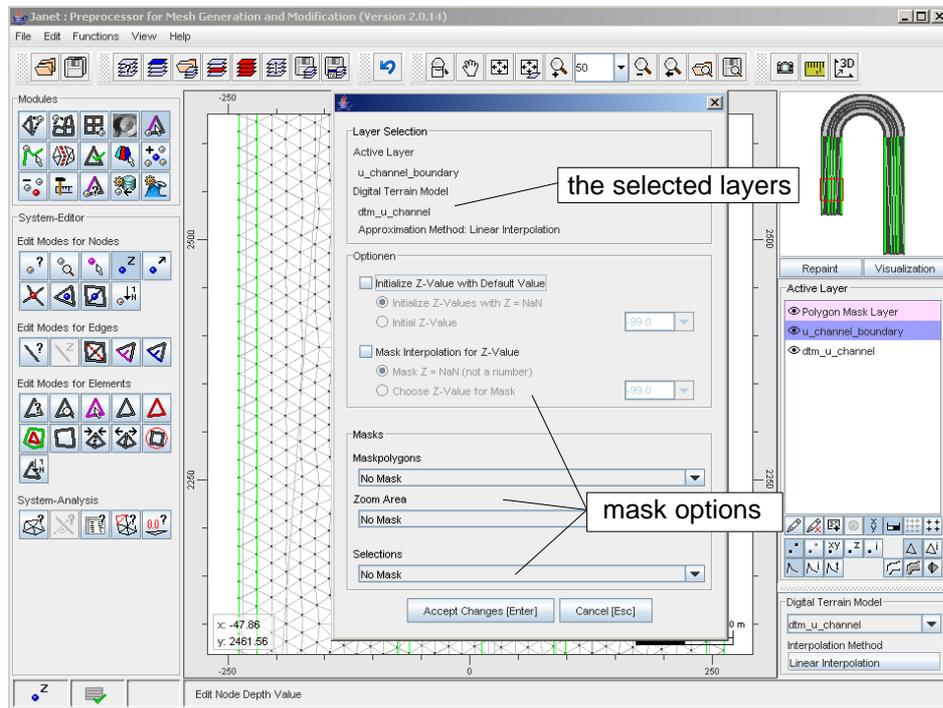 Janet : Preprocessor for Mesh Generation and Modification (Version 2.0.14)
File Edit Functions View Help
50
3D
Modules
System-Editor
Edit Modes for Nodes
Edit Modes for Edges
Edit Modes for Elements
System-Analysis
-250
2500
2250
x: -47.86
y: 2461.56
-250
0
250
2500
2250
0 m
Layer Selection
Active Layer
u_channel_boundary
Digital Terrain Model
dtm_u_channel
Approximation Method: Linear Interpolation
the selected layers
Optionen
Initialize Z-Value with Default Value
Initialize Z-Values with Z = NaN
Initial Z-Value
-99.0
Mask Interpolation for Z-Value
Mask Z = NaN (not a number)
Choose Z-Value for Mask
-99.0
Masks
Maskpolygons
No Mask
Zoom Area
No Mask
mask options
Selections
No Mask
Accept Changes [Enter]
Cancel [Esc]
Repaint
Visualization
Active Layer
Polygon Mask Layer
u_channel_boundary
dtm_u_channel
Digital Terrain Model
dtm_u_channel
Interpolation Method
Linear Interpolation
Z
Edit Node Depth Value